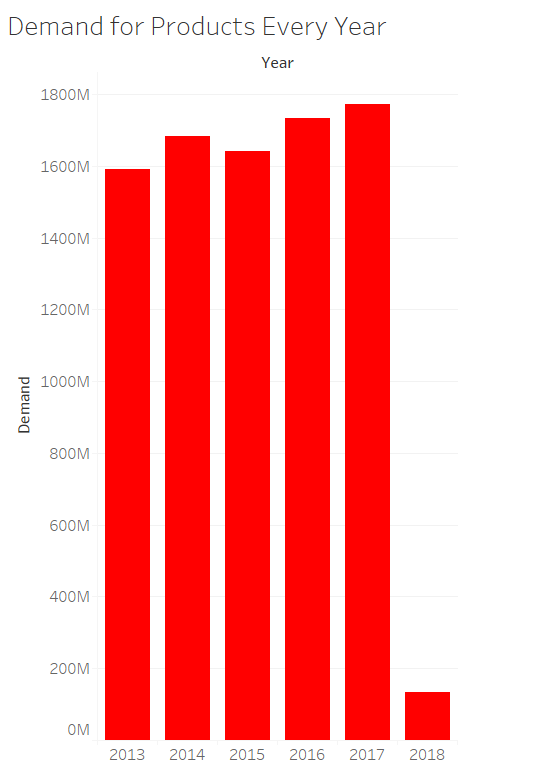 Demand for Products Every Year
Year
1800M
1600M
1400M
1200M
1000M
800M
600M
400M
200M
0M
Demand
2013 2014 2015 2016 2017 2018